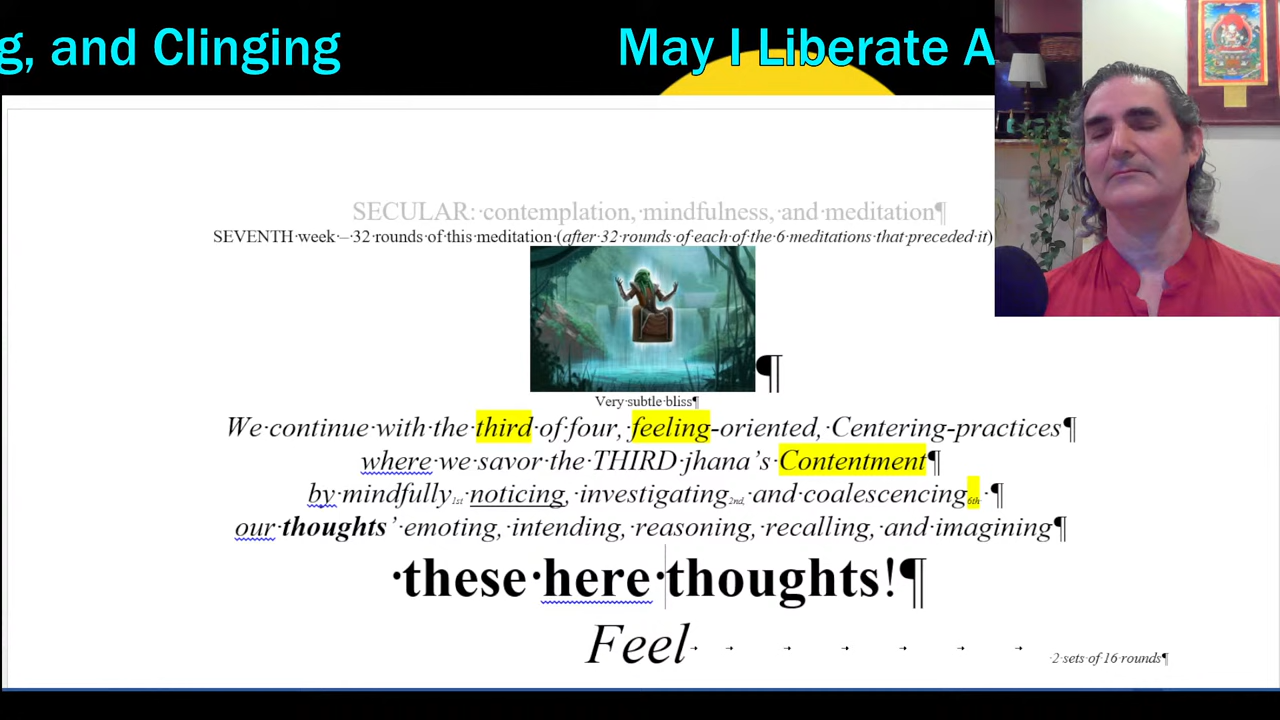 g, and Clinging
May I Liberate A
SECULAR: contemplation, mindfulness, and meditation¶
SEVENTH week – 32 rounds of this meditation (after 32 rounds of each of the 6 meditations that preceded it)
¶
Very subtle bliss¶
We continue with the third of four, feeling-oriented, Centering-practices¶
where we savor the THIRD jhana’s Contentment¶
by mindfully 1st noticing, investigating 2nd, and coalescencing 6th ¶
our thoughts’ emoting, intending, reasoning, recalling, and imagining¶
these here thoughts!¶
Feel → → → → → → → 2 sets of 16 rounds¶